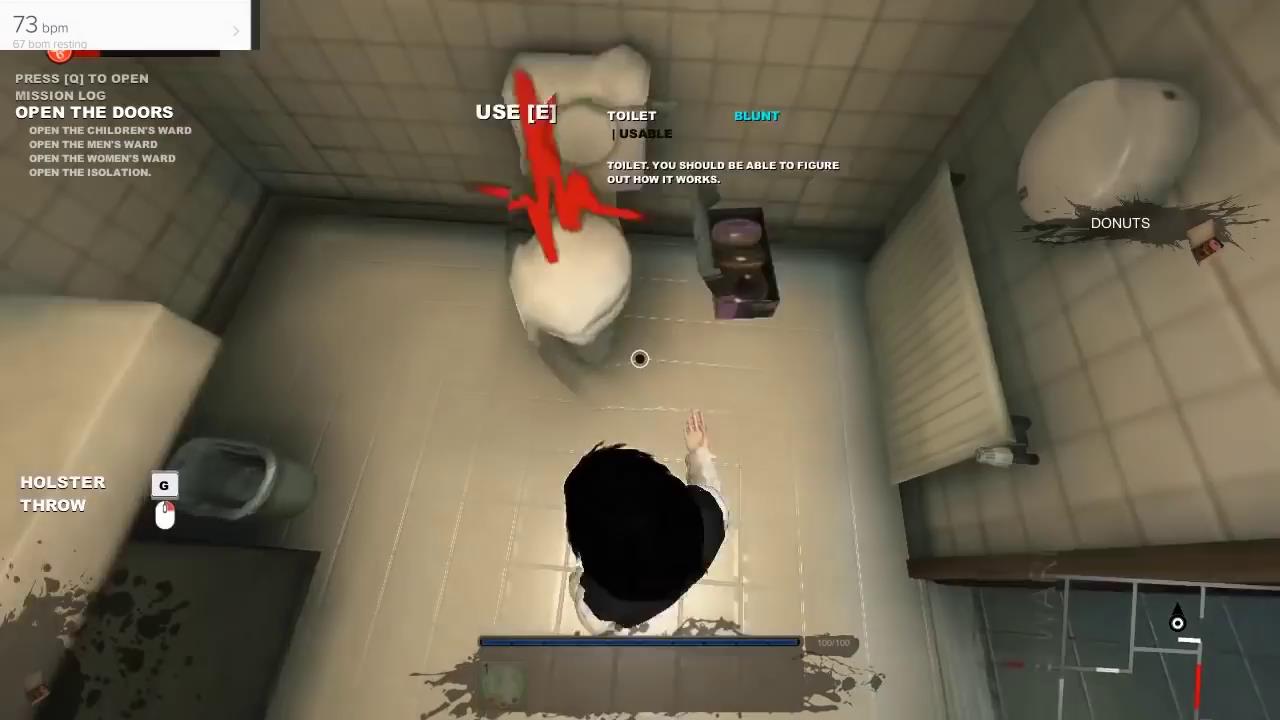 73 bpm
67 bpm resting
PRESS [Q] TO OPEN
MISSION LOG
OPEN THE DOORS
OPEN THE CHILDREN'S WARD
OPEN THE MEN'S WARD
OPEN THE WOMEN'S WARD
OPEN THE ISOLATION.
USE [E]
TOILET
BLUNT
| USABLE
TOILET. YOU SHOULD BE ABLE TO FIGURE
OUT HOW IT WORKS.
DONUTS
HOLSTER
G
THROW
100/100